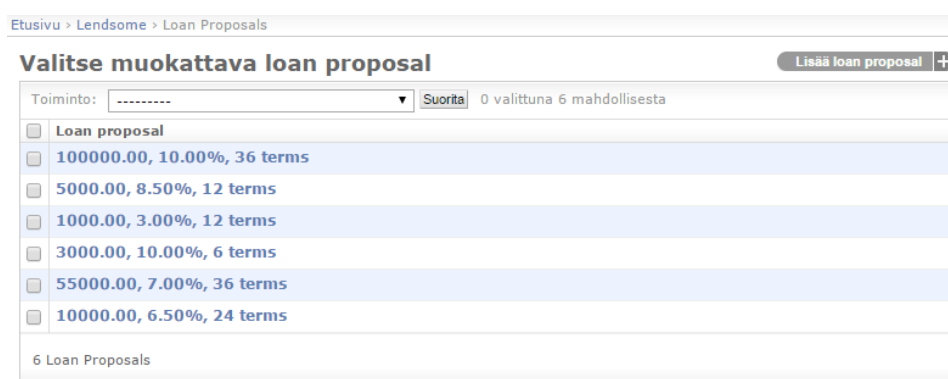 Etusivu › Lendsome › Loan Proposals
Valitse muokattava loan proposal
Lisää loan proposal +
Toiminto: --------- Suorita 0 valittuna 6 mahdollisesta
Loan proposal
100000.00, 10.00%, 36 terms
5000.00, 8.50%, 12 terms
1000.00, 3.00%, 12 terms
3000.00, 10.00%, 6 terms
55000.00, 7.00%, 36 terms
10000.00, 6.50%, 24 terms
6 Loan Proposals